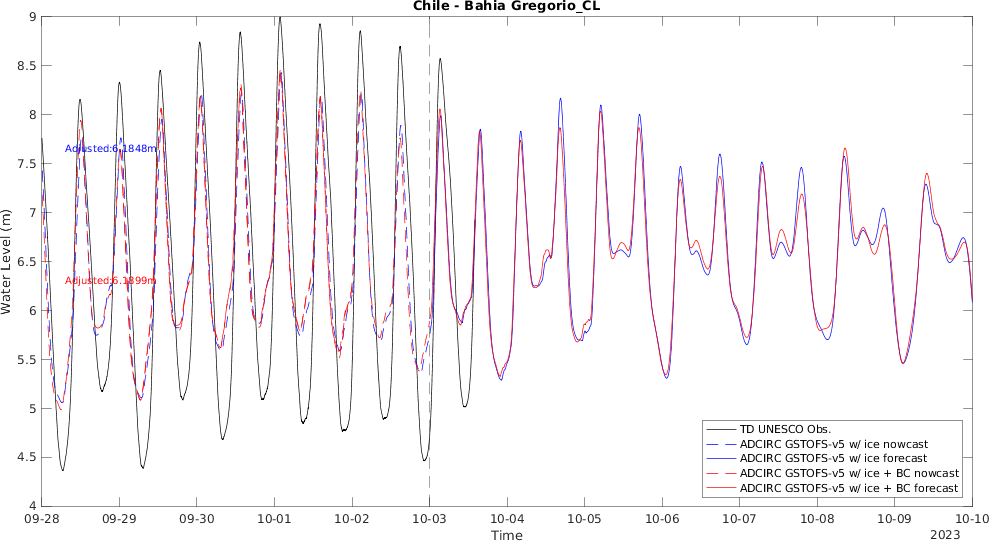 Chile - Bahia Gregorio_CL
Water Level (m)
9
8.5
8
7.5
7
6.5
6
5.5
5
4.5
4
Adjusted:6.1848m
Adjusted:6.1899m
TD UNESCO Obs.
ADCIRC GSTOFS-v5 w/ ice nowcast
ADCIRC GSTOFS-v5 w/ ice forecast
ADCIRC GSTOFS-v5 w/ ice + BC nowcast
ADCIRC GSTOFS-v5 w/ ice + BC forecast
09-28 09-29 09-30 10-01 10-02 10-03 10-04 10-05 10-06 10-07 10-08 10-09 10-10
Time
2023